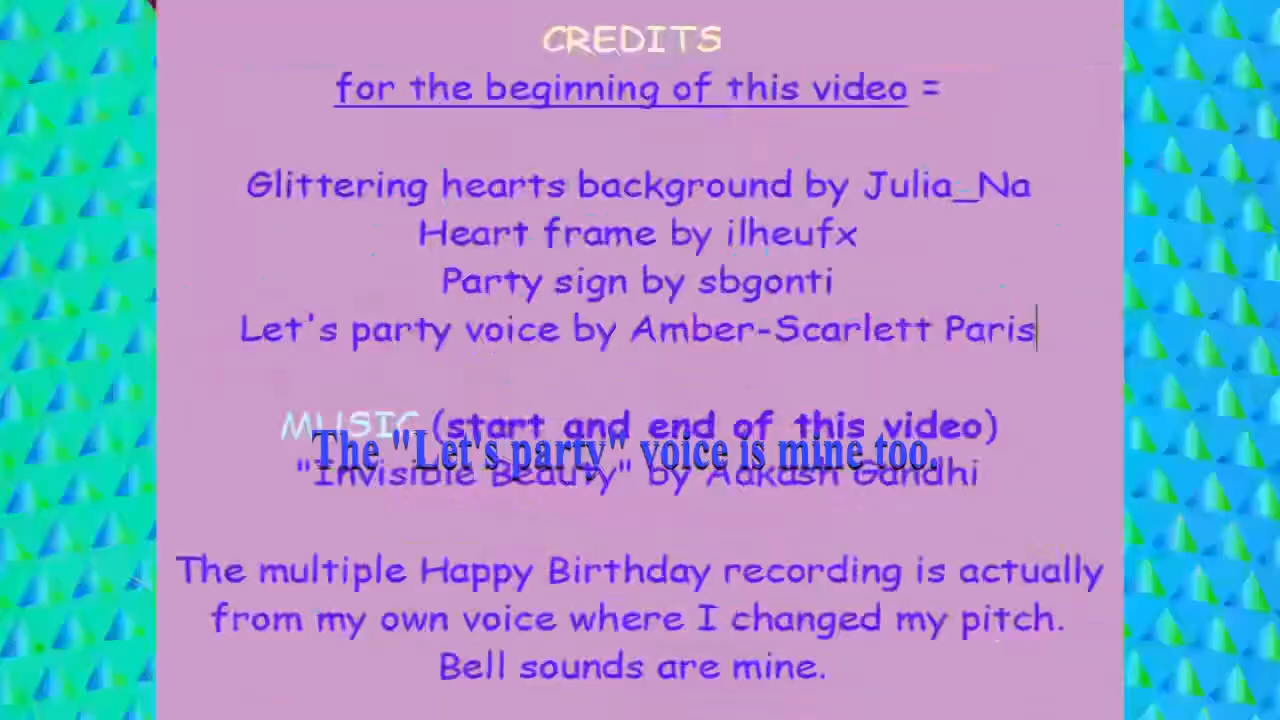 CREDITS
for the beginning of this video =
Glittering hearts background by Julia_Na
Heart frame by ilheufx
Party sign by sbgonti
Let's party voice by Amber-Scarlett Paris
MUSIC (start and end of this video)
The "Let's party" voice is mine too.
"Invisible Beauty" by Aakash Gandhi
The multiple Happy Birthday recording is actually
from my own voice where I changed my pitch.
Bell sounds are mine.